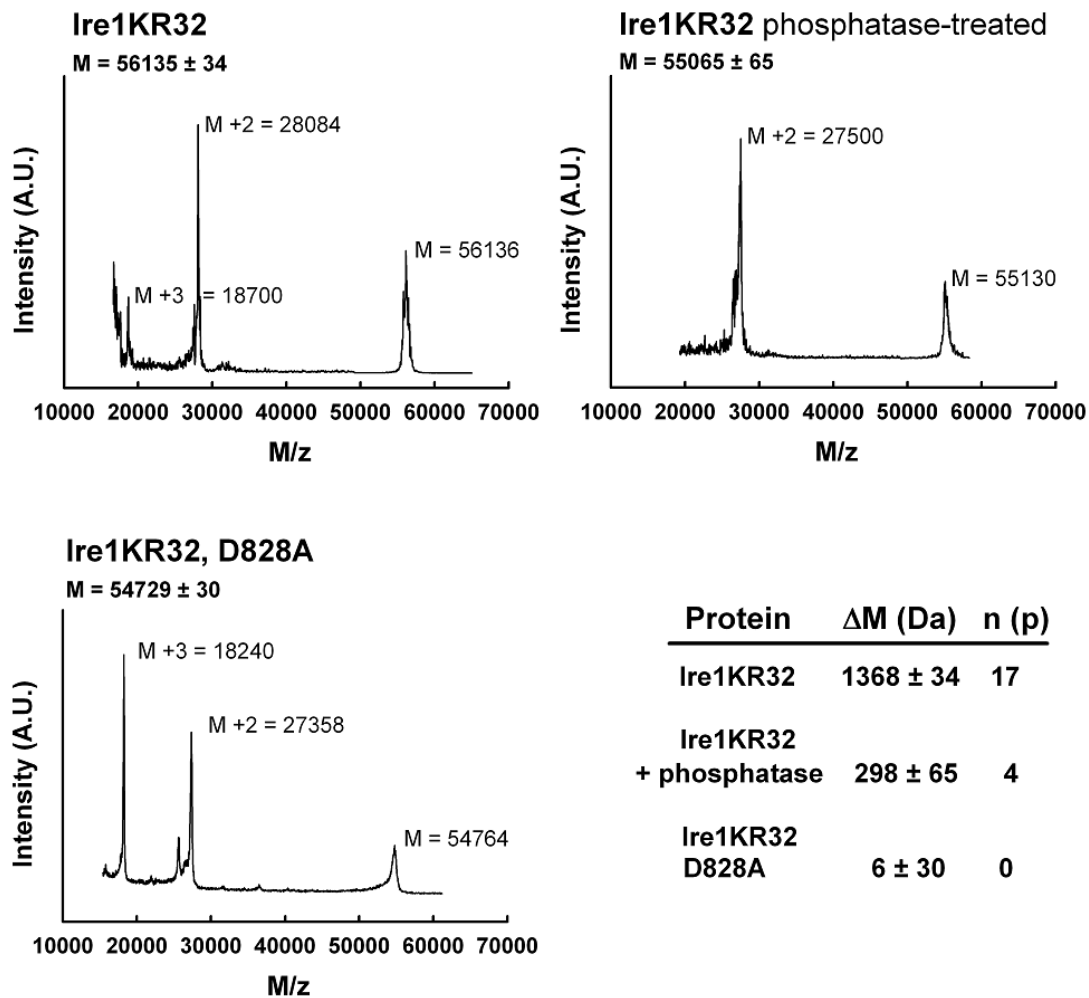 Ire1KR32
M = 56135 ± 34
Intensity (A.U.)
M +2 = 28084
M = 56136
M +3 = 18700
10000 20000 30000 40000 50000 60000 70000
M/z
Ire1KR32 phosphatase-treated
M = 55065 ± 65
Intensity (A.U.)
M +2 = 27500
M = 55130
10000 20000 30000 40000 50000 60000 70000
M/z
Ire1KR32, D828A
M = 54729 ± 30
Intensity (A.U.)
M +3 = 18240
M +2 = 27358
M = 54764
10000 20000 30000 40000 50000 60000 70000
M/z
Protein ΔM (Da) n (p)
Ire1KR32 1368 ± 34 17
Ire1KR32
+ phosphatase 298 ± 65 4
Ire1KR32
D828A 6 ± 30 0